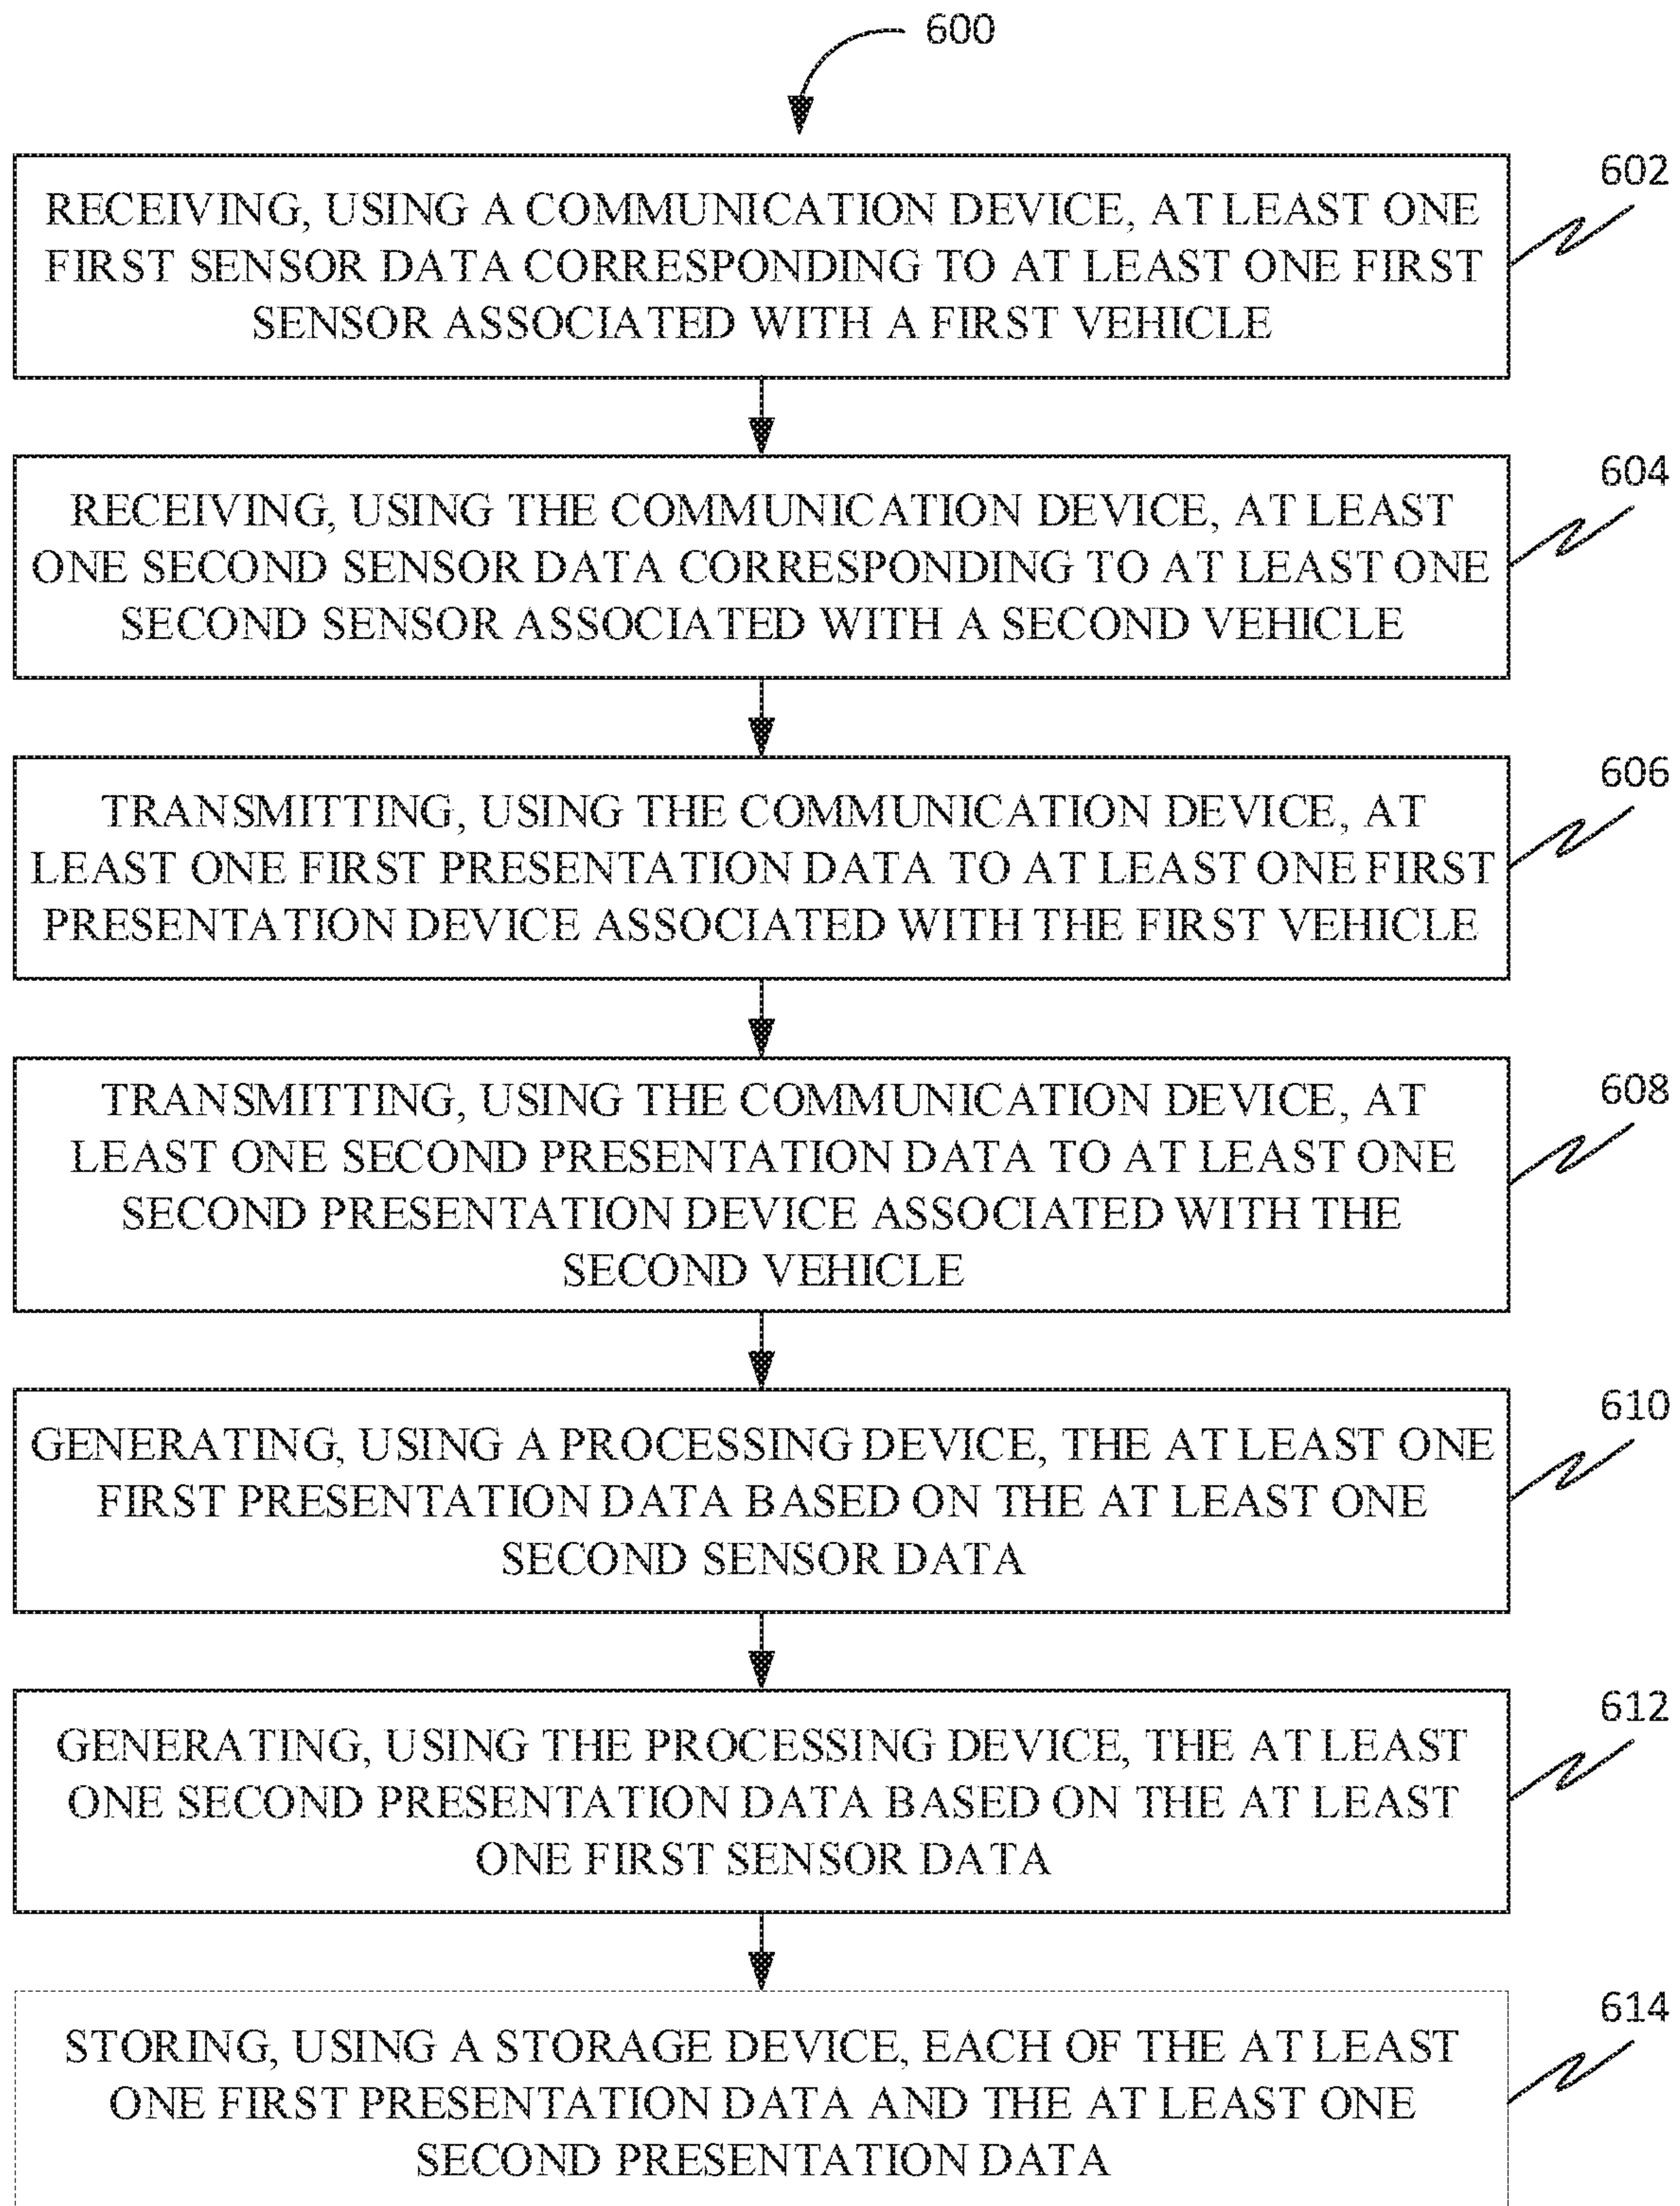 600
602
RECEIVING, USING A COMMUNICATION DEVICE, AT LEAST ONE
FIRST SENSOR DATA CORRESPONDING TO AT LEAST ONE FIRST
SENSOR ASSOCIATED WITH A FIRST VEHICLE
604
RECEIVING, USING THE COMMUNICATION DEVICE, AT LEAST
ONE SECOND SENSOR DATA CORRESPONDING TO AT LEAST ONE
SECOND SENSOR ASSOCIATED WITH A SECOND VEHICLE
606
TRANSMITTING, USING THE COMMUNICATION DEVICE, AT
LEAST ONE FIRST PRESENTATION DATA TO AT LEAST ONE FIRST
PRESENTATION DEVICE ASSOCIATED WITH THE FIRST VEHICLE
608
TRANSMITTING, USING THE COMMUNICATION DEVICE, AT
LEAST ONE SECOND PRESENTATION DATA TO AT LEAST ONE
SECOND PRESENTATION DEVICE ASSOCIATED WITH THE
SECOND VEHICLE
610
GENERATING, USING A PROCESSING DEVICE, THE AT LEAST ONE
FIRST PRESENTATION DATA BASED ON THE AT LEAST ONE
SECOND SENSOR DATA
612
GENERATING, USING THE PROCESSING DEVICE, THE AT LEAST
ONE SECOND PRESENTATION DATA BASED ON THE AT LEAST
ONE FIRST SENSOR DATA
614
STORING, USING A STORAGE DEVICE, EACH OF THE AT LEAST
ONE FIRST PRESENTATION DATA AND THE AT LEAST ONE
SECOND PRESENTATION DATA